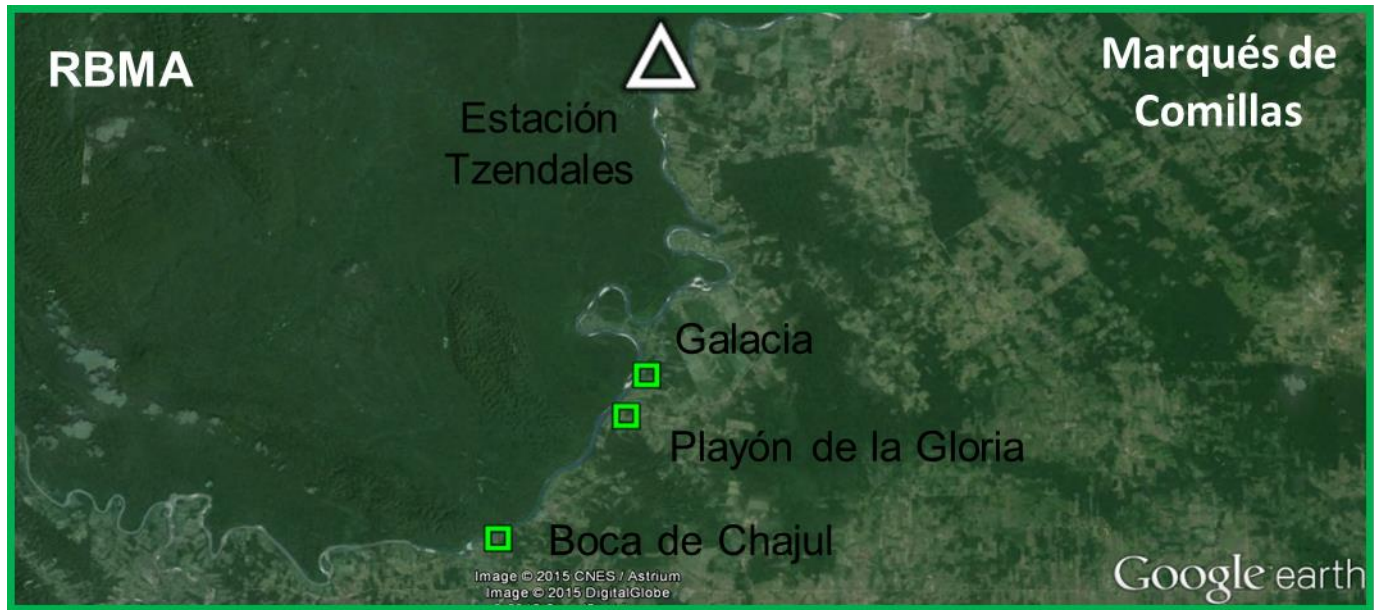 RBMA
Marqués de
Comillas
Estación
Tzendales
Galacia
Playón de la Gloria
Boca de Chajul
Image © 2015 CNES / Astrium
Image © 2015 DigitalGlobe
Google earth